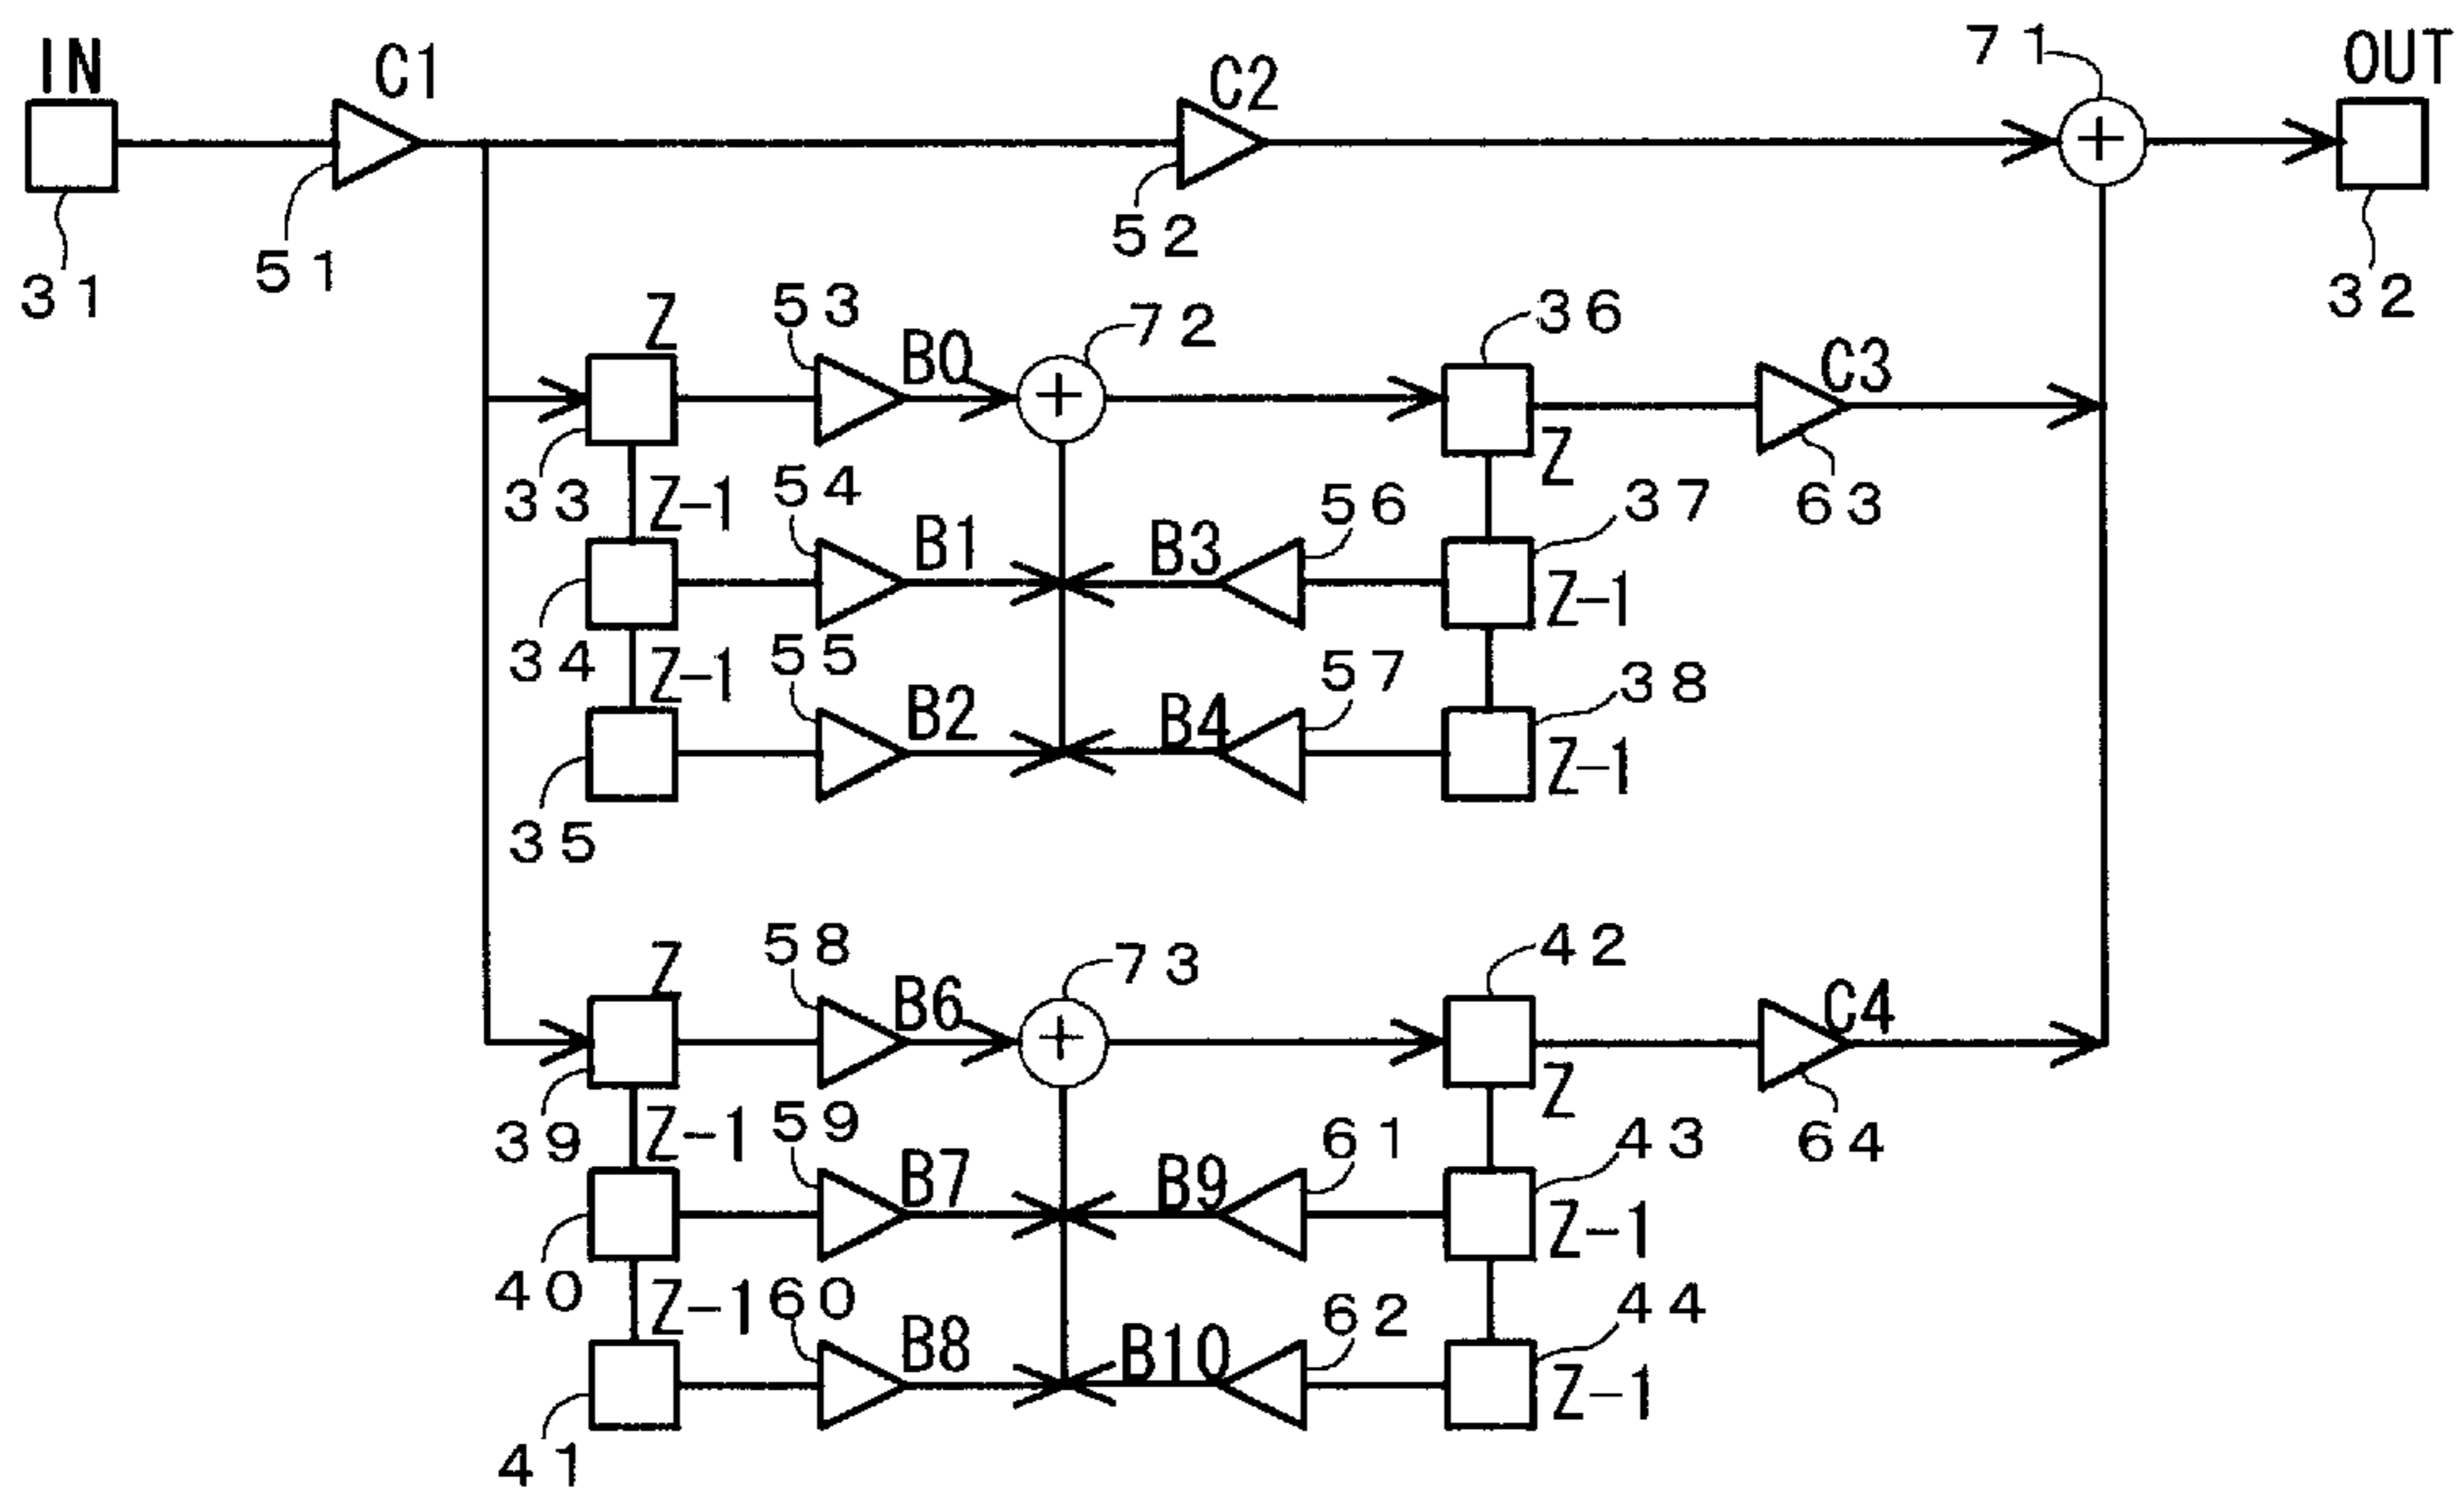 IN C1 C2 71 OUT
51 52
31 32
Z 53 B0 72 36 C3
33 Z-1 54 B1 B3 56 Z 37 63
34 Z-1 55 B2 B4 57 Z-1 38
35 Z-1
Z 58 B6 73 42 C4
39 Z-1 59 B7 B9 61 Z 43 64
40 Z-1 60 B8 B10 62 Z-1 44
41 Z-1